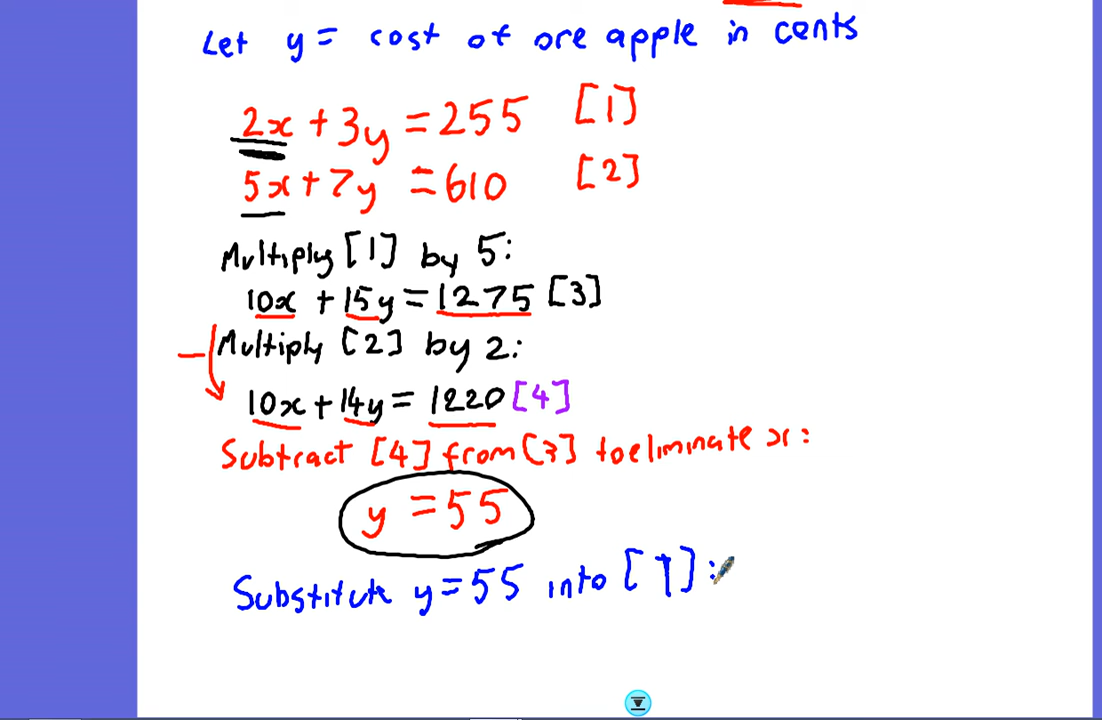 Let y = cost of one apple in cents
2x + 3y = 255 [1]
5x + 7y = 610 [2]
Multiply [1] by 5:
10x + 15y = 1275 [3]
Multiply [2] by 2:
10x + 14y = 1220 [4]
Subtract [4] from [3] to eliminate x:
y = 55
Substitute y = 55 into [1]: